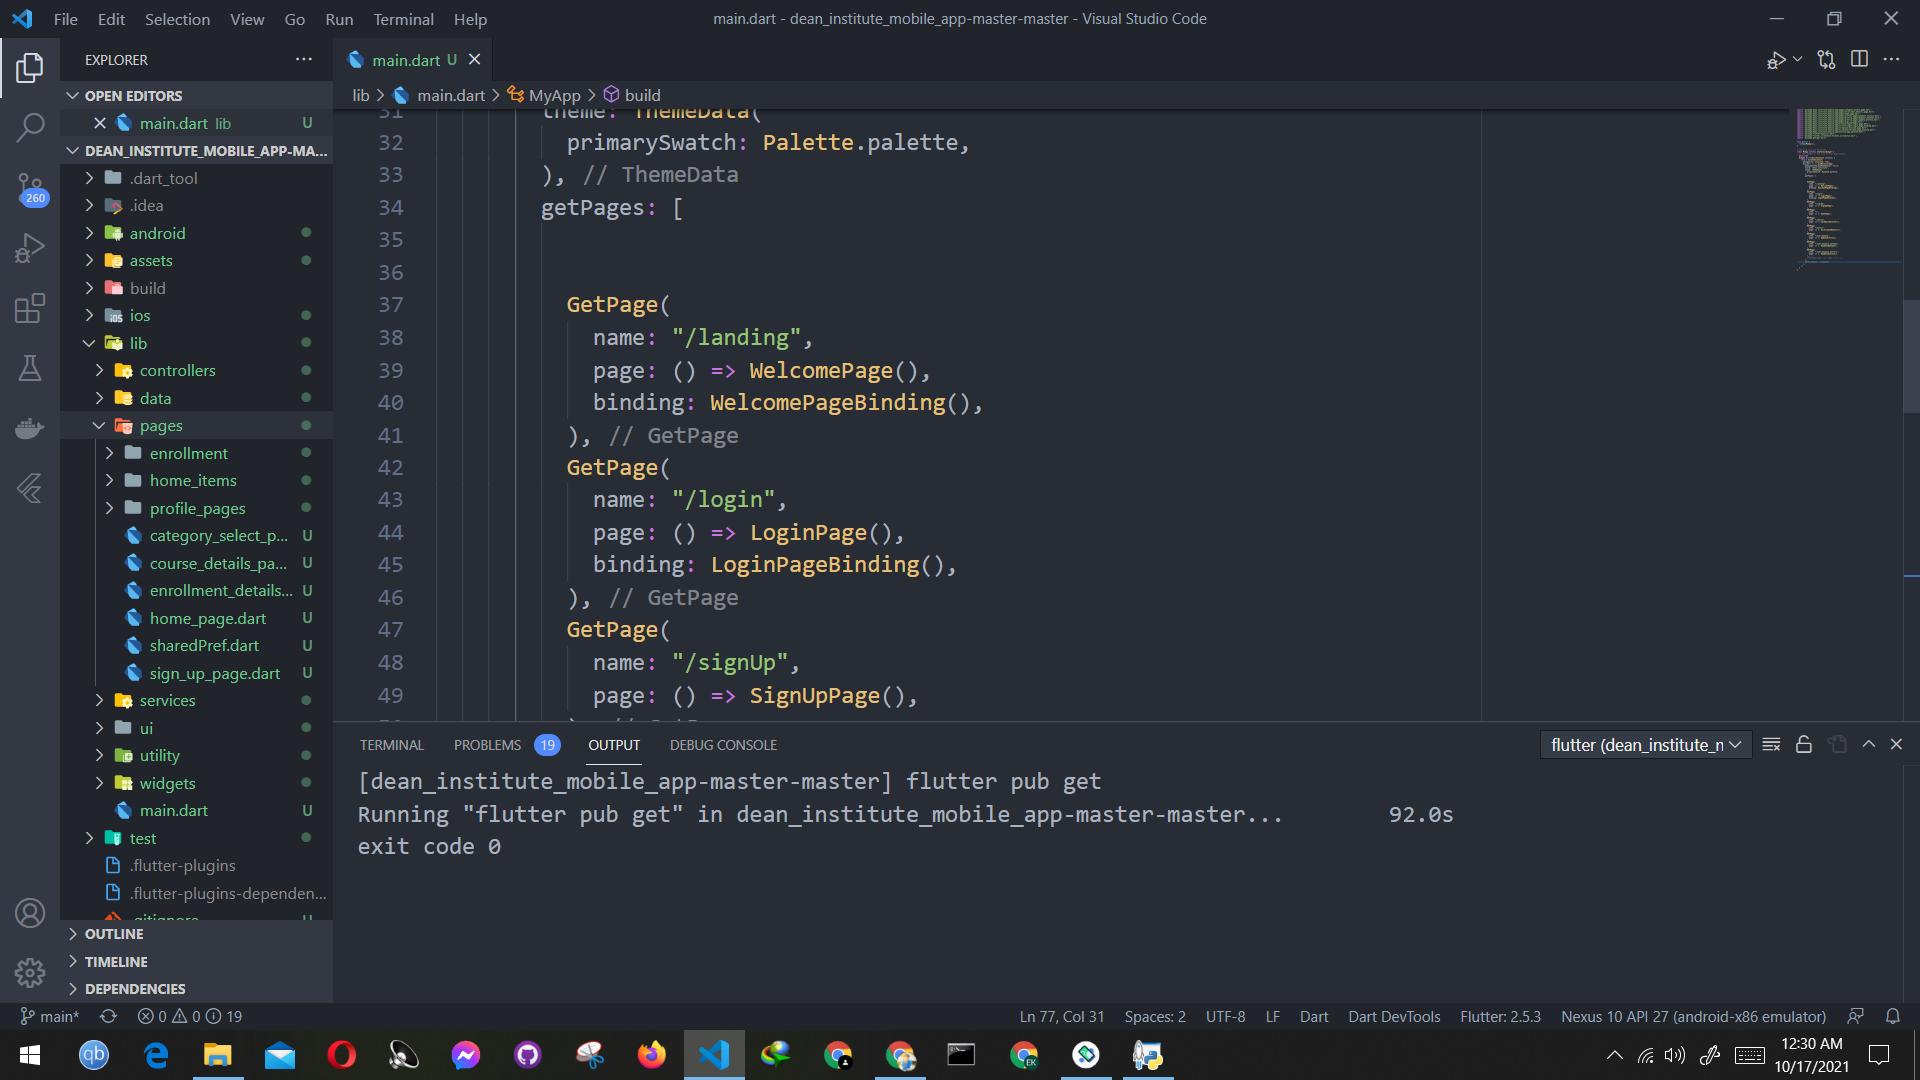 File Edit Selection View Go Run Terminal Help
main.dart - dean_institute_mobile_app-master-master - Visual Studio Code
EXPLORER
OPEN EDITORS
main.dart lib U
DEAN_INSTITUTE_MOBILE_APP-MA...
.dart_tool
.idea
android
assets
build
ios
lib
controllers
data
pages
enrollment
home_items
profile_pages
category_select_p... U
course_details_pa... U
enrollment_details... U
home_page.dart U
sharedPref.dart U
sign_up_page.dart U
services
ui
utility
widgets
main.dart U
test
.flutter-plugins
.flutter-plugins-dependen...
.gitignore U
OUTLINE
TIMELINE
DEPENDENCIES
260
main.dart U
lib > main.dart > MyApp > build
31 theme: ThemeData(
32 primarySwatch: Palette.palette,
33 ), // ThemeData
34 getPages: [
35
36
37 GetPage(
38 name: "/landing",
39 page: () => WelcomePage(),
40 binding: WelcomePageBinding(),
41 ), // GetPage
42 GetPage(
43 name: "/login",
44 page: () => LoginPage(),
45 binding: LoginPageBinding(),
46 ), // GetPage
47 GetPage(
48 name: "/signUp",
49 page: () => SignUpPage(),
TERMINAL PROBLEMS 19 OUTPUT DEBUG CONSOLE
flutter (dean_institute_n
[dean_institute_mobile_app-master-master] flutter pub get
Running "flutter pub get" in dean_institute_mobile_app-master-master... 92.0s
exit code 0
main* 0 0 19
Ln 77, Col 31 Spaces: 2 UTF-8 LF Dart Dart DevTools Flutter: 2.5.3 Nexus 10 API 27 (android-x86 emulator)
qb
EK
12:30 AM
10/17/2021